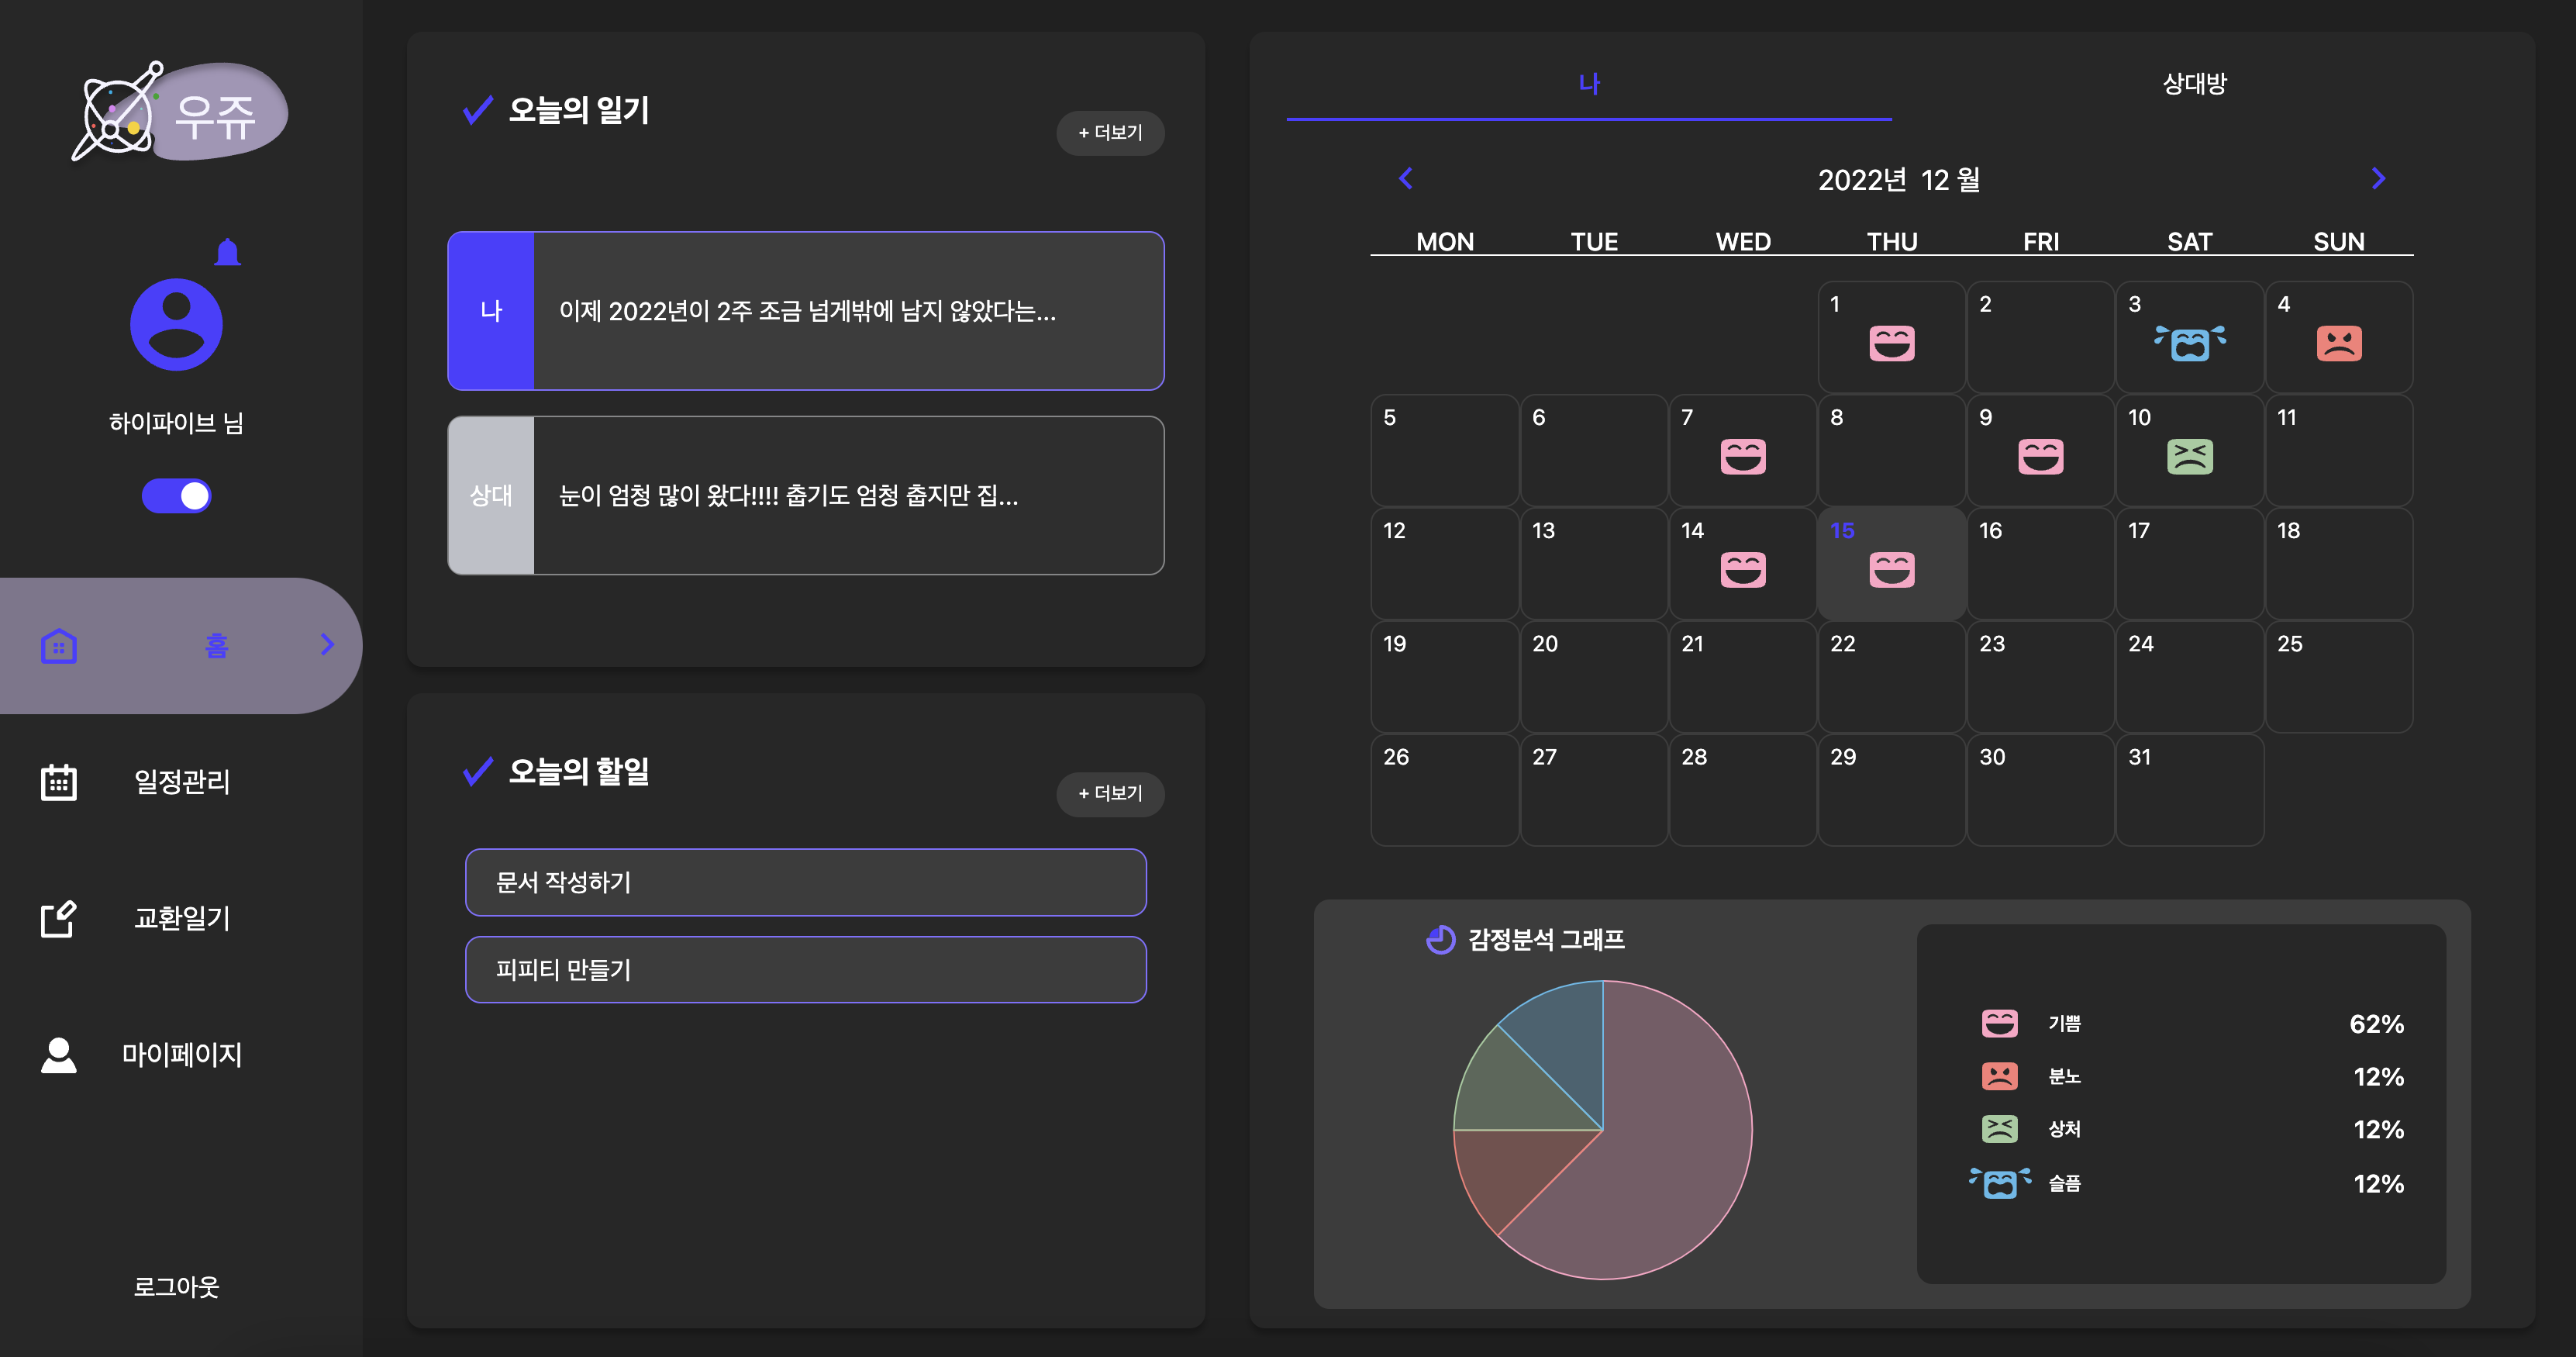 우쥬
하이파이브 님
홈
일정관리
교환일기
마이페이지
로그아웃
오늘의 일기
+ 더보기
나
이제 2022년이 2주 조금 넘게밖에 남지 않았다는...
상대
눈이 엄청 많이 왔다!!!! 춥기도 엄청 춥지만 집...
오늘의 할일
+ 더보기
문서 작성하기
피피티 만들기
나 상대방
2022년 12 월
MON TUE WED THU FRI SAT SUN
1 2 3 4
5 6 7 8 9 10 11
12 13 14 15 16 17 18
19 20 21 22 23 24 25
26 27 28 29 30 31
감정분석 그래프
기쁨 62%
분노 12%
상처 12%
슬픔 12%